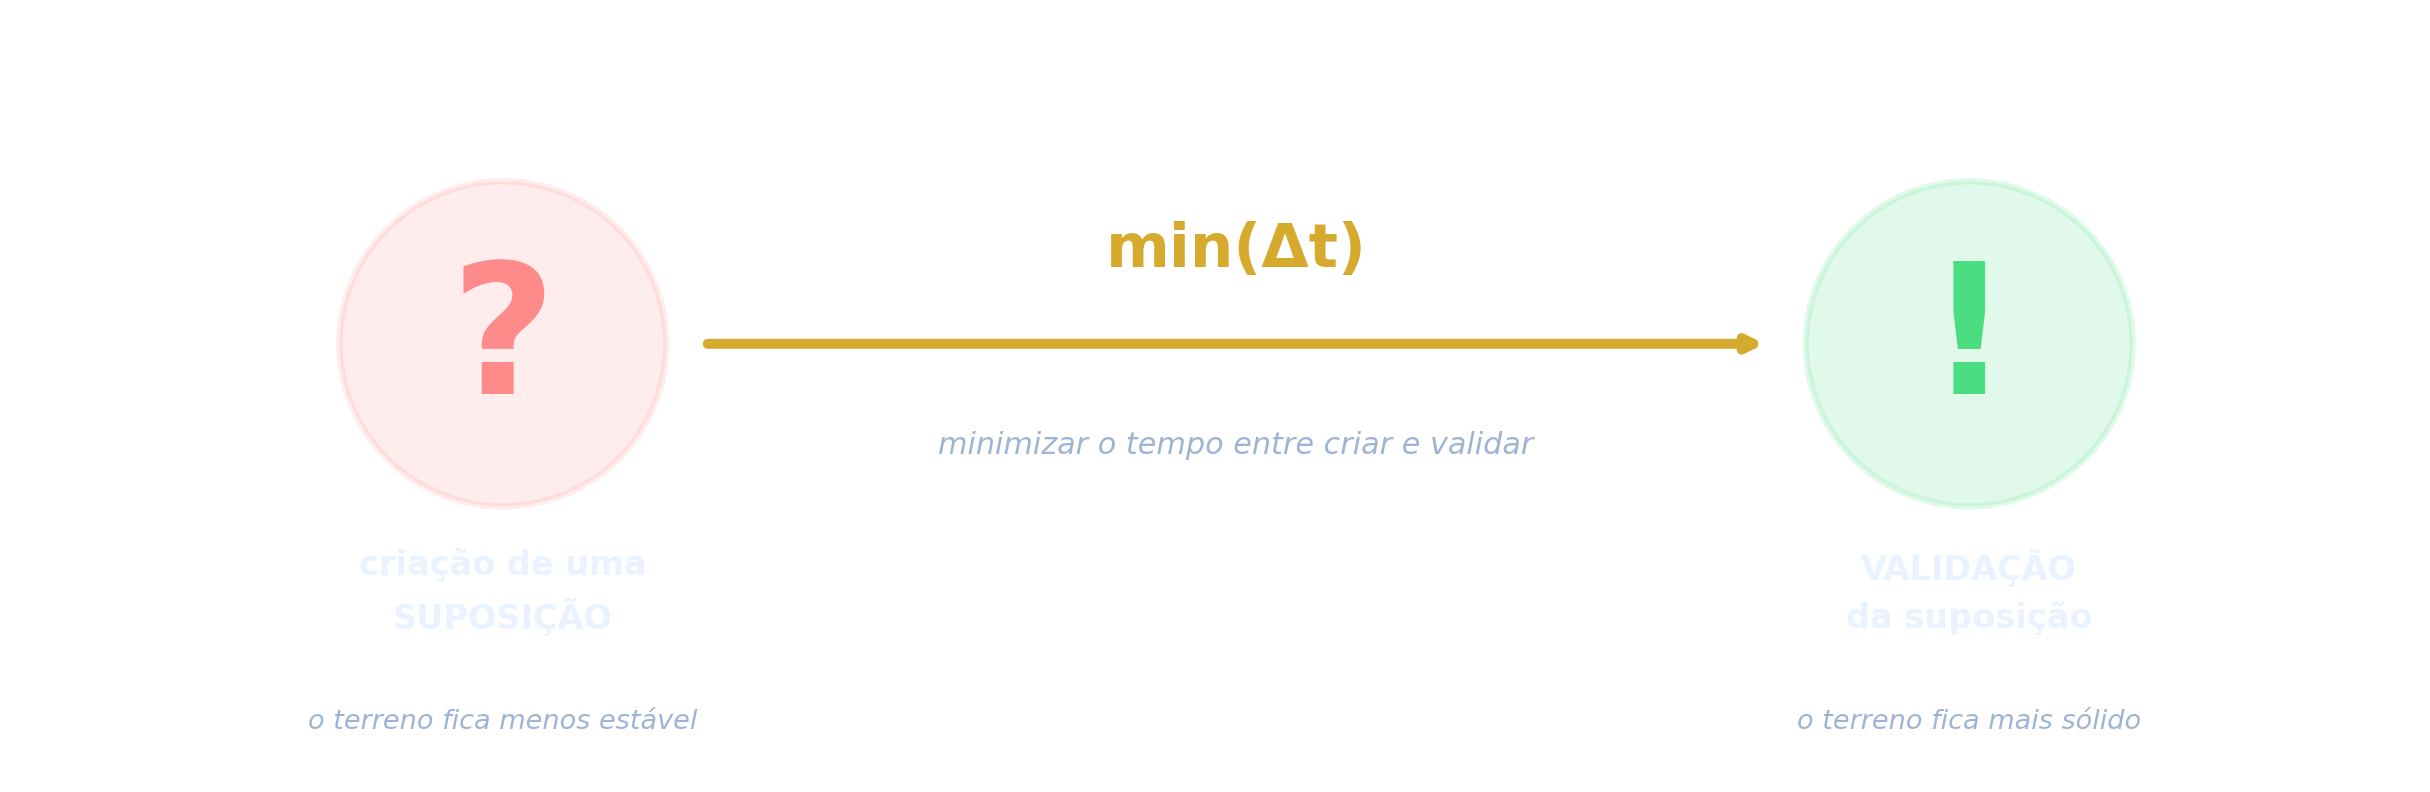 min(Δt)
?
!
minimizar o tempo entre criar e validar
criação de uma
SUPOSIÇÃO
VALIDAÇÃO
da suposição
o terreno fica menos estável
o terreno fica mais sólido